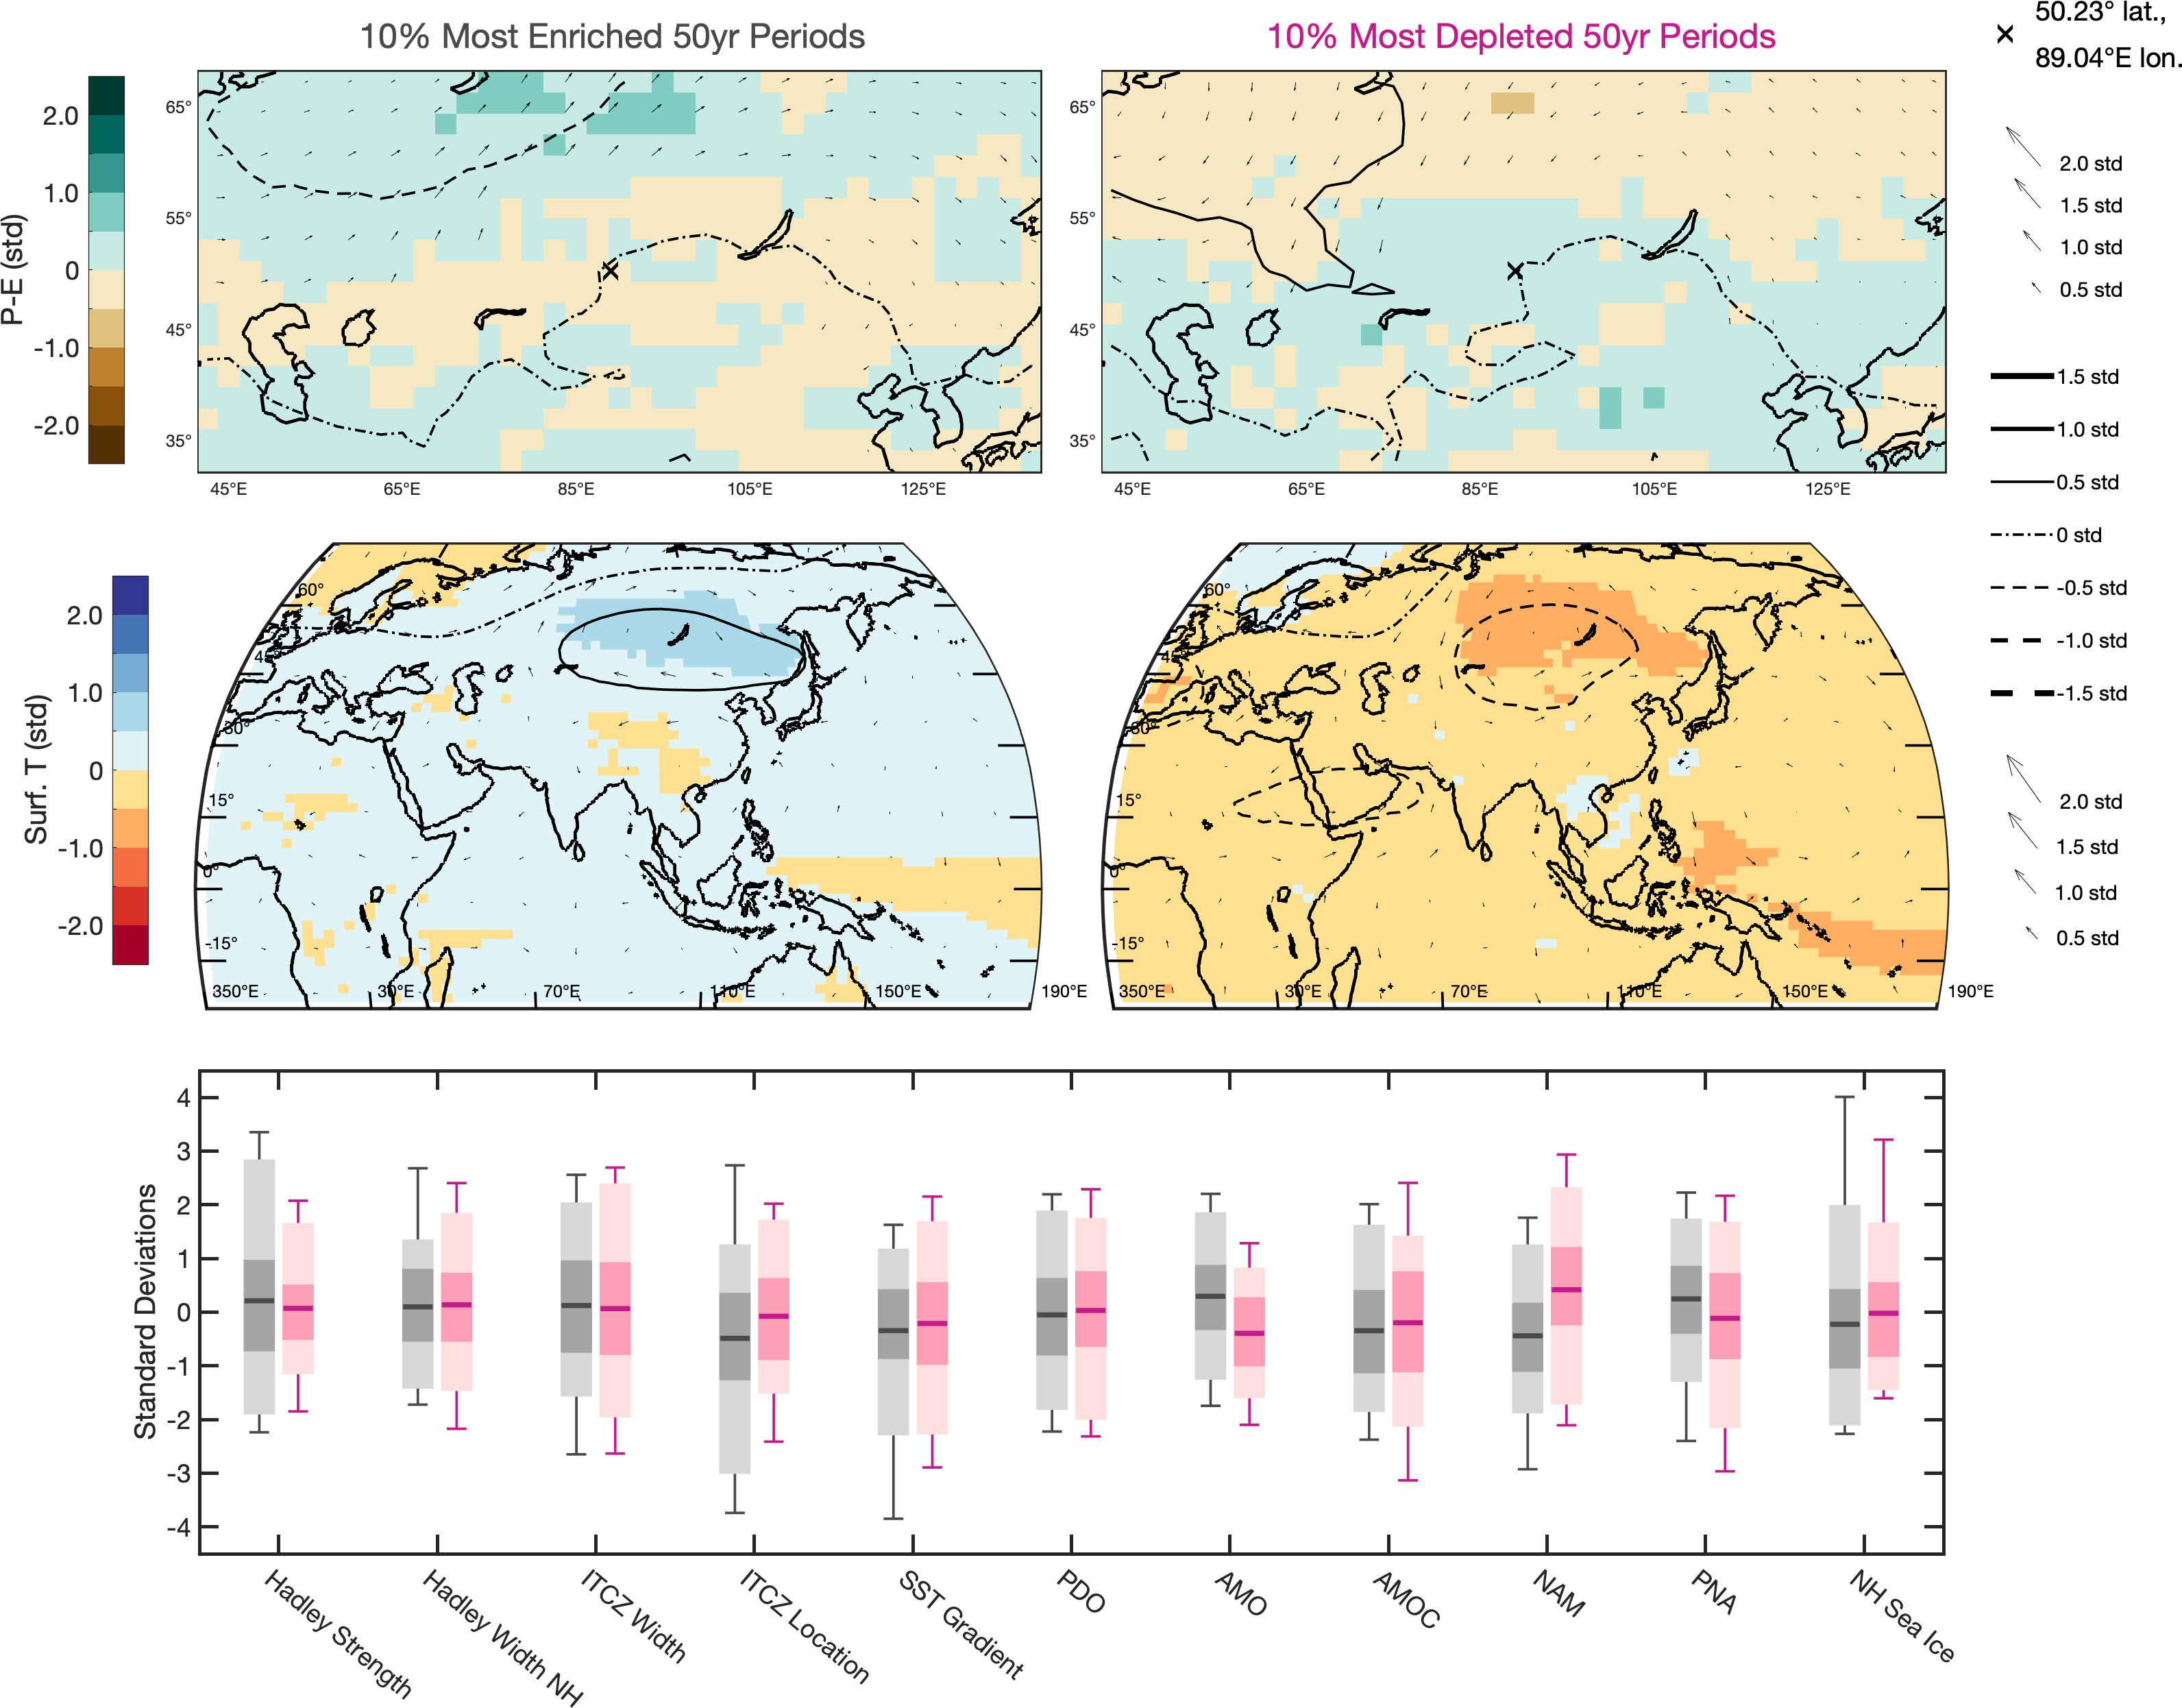 10% Most Enriched 50yr Periods
10% Most Depleted 50yr Periods
50.23° lat.,
89.04°E lon.
P-E (std)
2.0
1.0
0
-1.0
-2.0
65°
55°
45°
35°
45°E
65°E
85°E
105°E
125°E
65°
55°
45°
35°
45°E
65°E
85°E
105°E
125°E
2.0 std
1.5 std
1.0 std
0.5 std
1.5 std
1.0 std
0.5 std
0 std
-0.5 std
-1.0 std
-1.5 std
Surf. T (std)
2.0
1.0
0
-1.0
-2.0
60°
45°
30°
15°
0°
-15°
350°E
30°E
70°E
110°E
150°E
190°E
60°
45°
30°
15°
0°
-15°
350°E
30°E
70°E
110°E
150°E
190°E
2.0 std
1.5 std
1.0 std
0.5 std
Standard Deviations
4
3
2
1
0
-1
-2
-3
-4
Hadley Strength
Hadley Width NH
ITCZ Width
ITCZ Location
SST Gradient
PDO
AMO
AMOC
NAM
PNA
NH Sea Ice